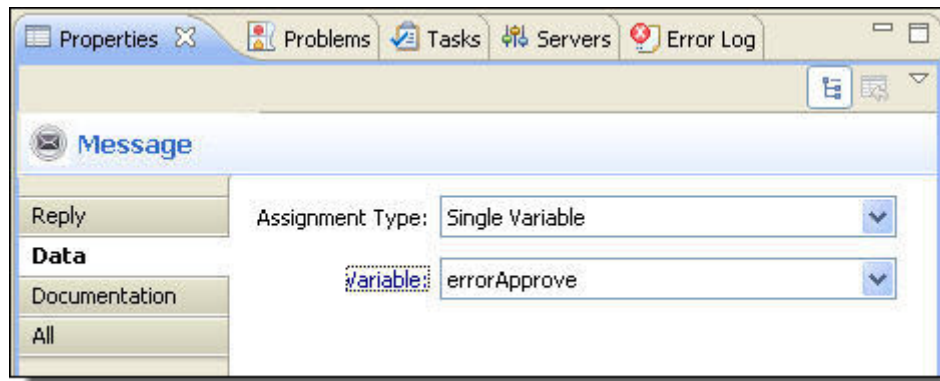 Properties Problems Tasks Servers Error Log
Message
Reply
Assignment Type: Single Variable
Data
Variable: errorApprove
Documentation
All